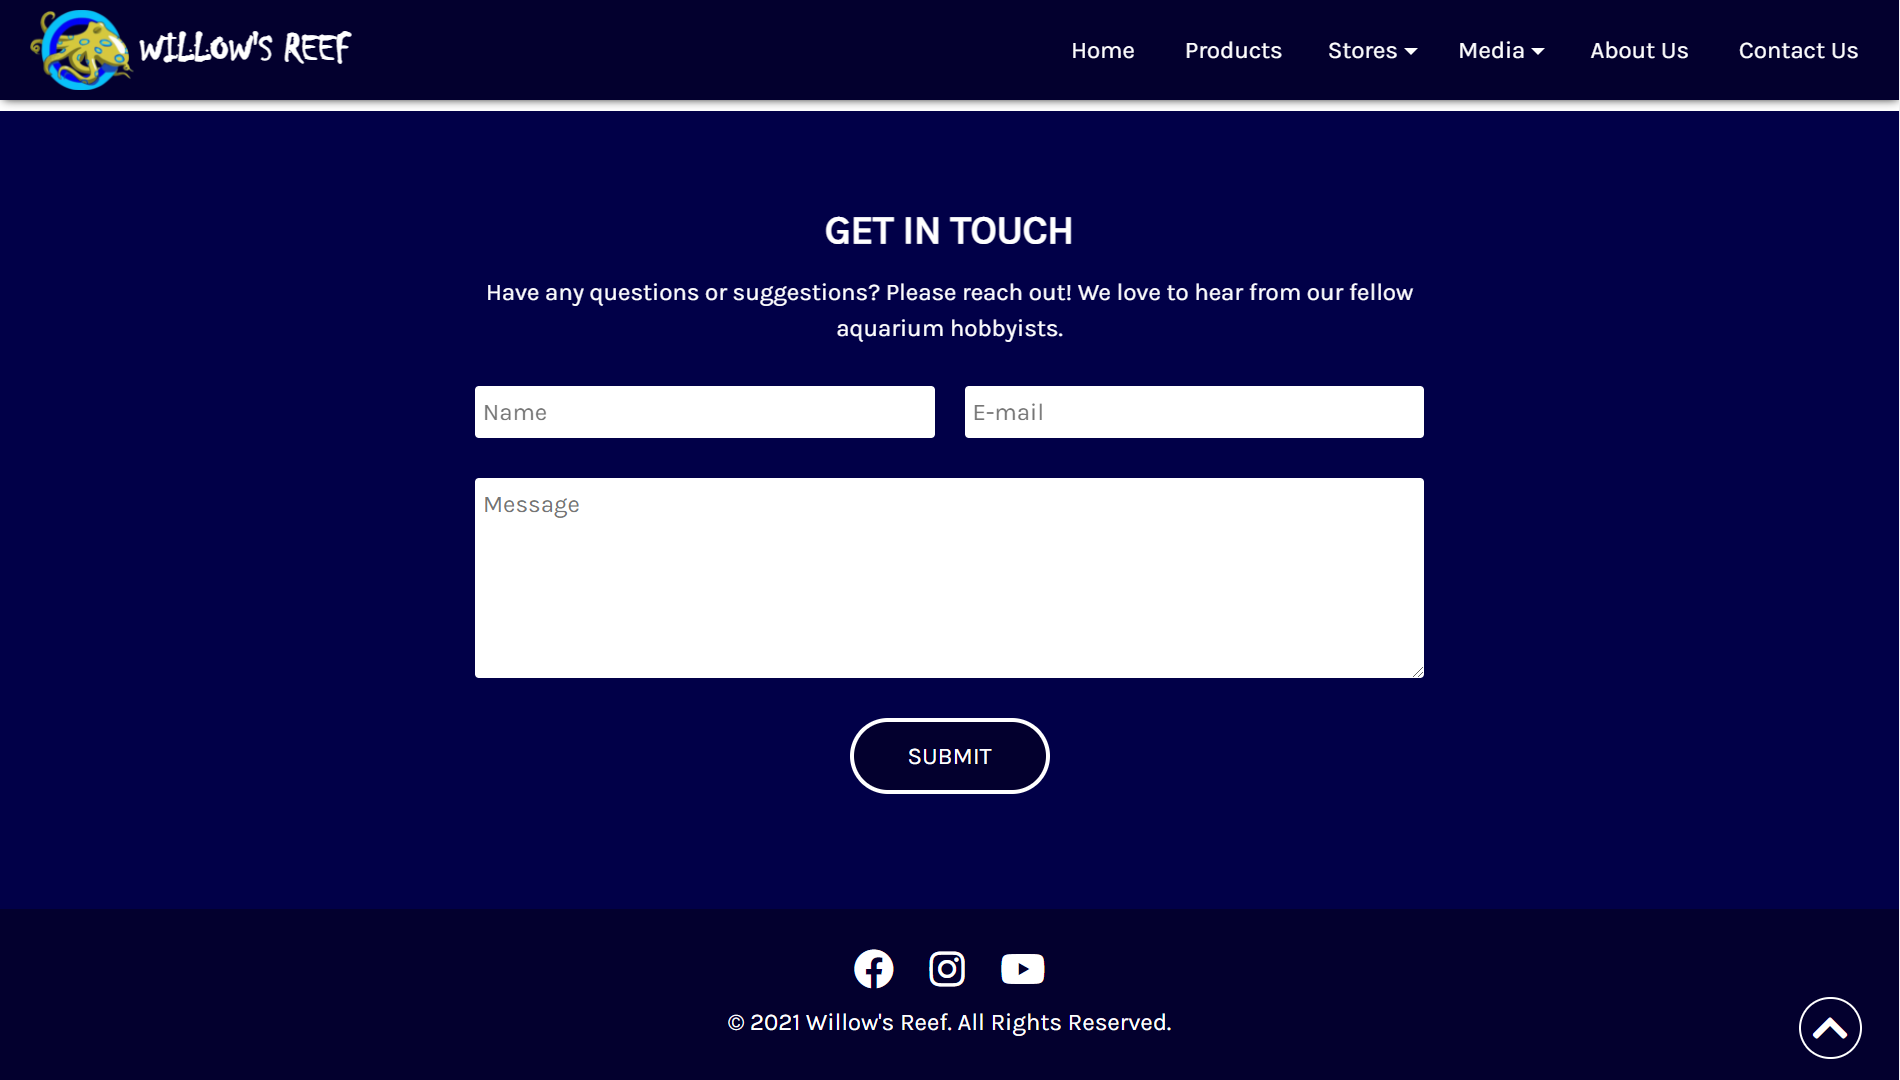 WILLOW'S REEF
Home Products Stores Media About Us Contact Us
GET IN TOUCH
Have any questions or suggestions? Please reach out! We love to hear from our fellow
aquarium hobbyists.
Name E-mail
Message
SUBMIT
© 2021 Willow's Reef. All Rights Reserved.